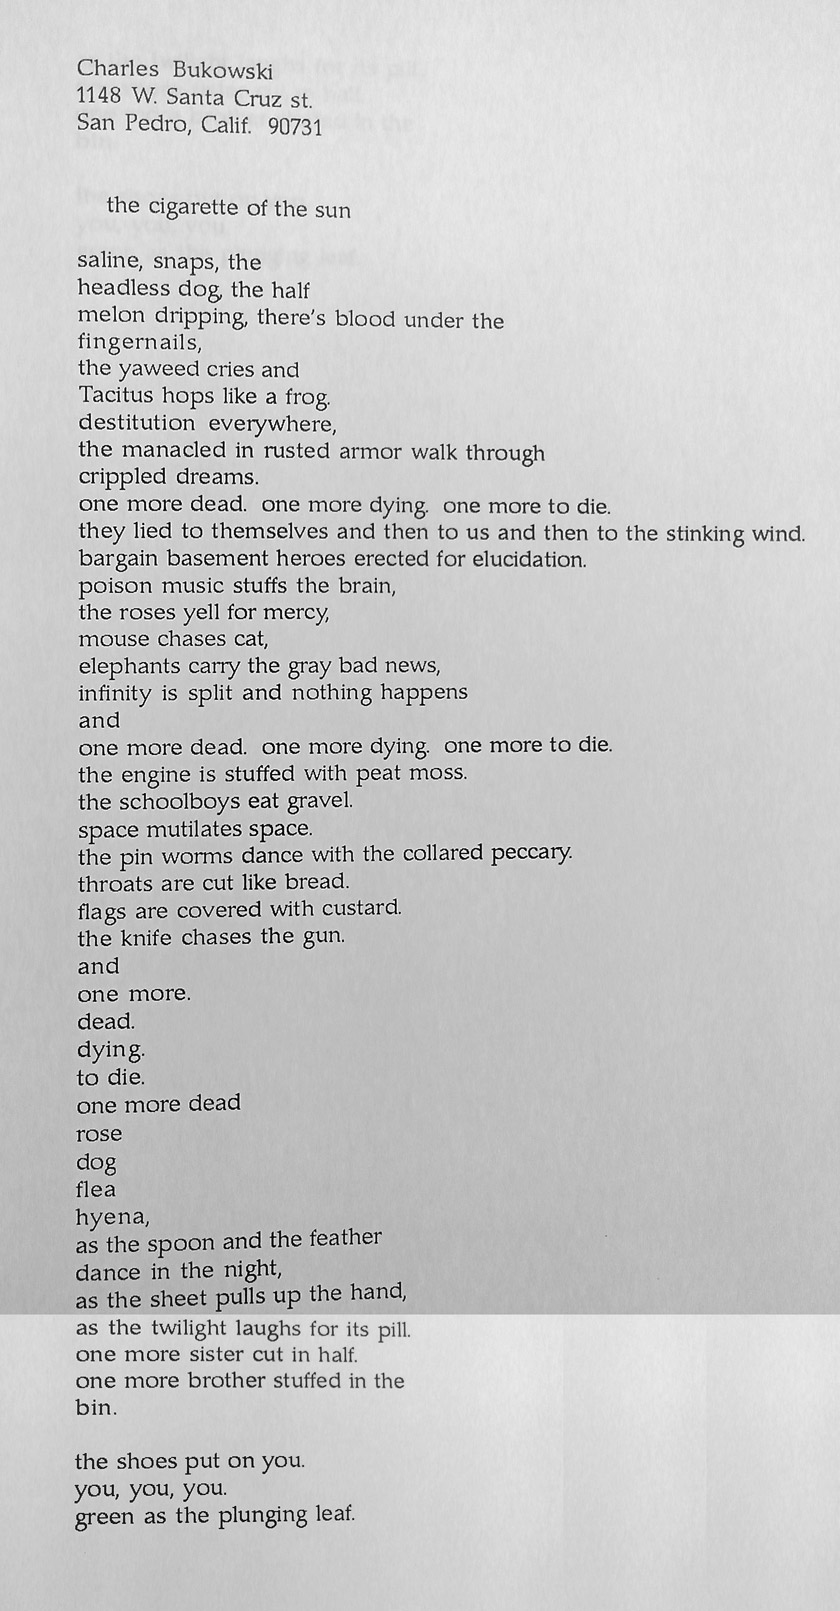 Charles Bukowski
1148 W. Santa Cruz st.
San Pedro, Calif. 90731
the cigarette of the sun
saline, snaps, the
headless dog, the half
melon dripping, there's blood under the
fingernails,
the yaweed cries and
Tacitus hops like a frog.
destitution everywhere,
the manacled in rusted armor walk through
crippled dreams.
one more dead. one more dying. one more to die.
they lied to themselves and then to us and then to the stinking wind.
bargain basement heroes erected for elucidation.
poison music stuffs the brain,
the roses yell for mercy,
mouse chases cat,
elephants carry the gray bad news,
infinity is split and nothing happens
and
one more dead. one more dying. one more to die.
the engine is stuffed with peat moss.
the schoolboys eat gravel.
space mutilates space.
the pin worms dance with the collared peccary.
throats are cut like bread.
flags are covered with custard.
the knife chases the gun.
and
one more.
dead.
dying.
to die.
one more dead
rose
dog
flea
hyena,
as the spoon and the feather
dance in the night,
as the sheet pulls up the hand,
as the twilight laughs for its pill.
one more sister cut in half.
one more brother stuffed in the
bin.
the shoes put on you.
you, you, you.
green as the plunging leaf.